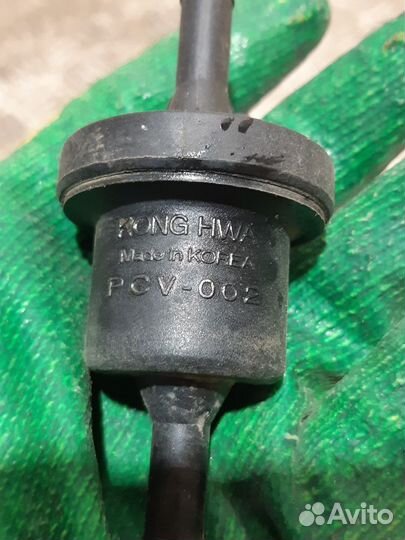 KONG HWA
Made in KOREA
PCV-002
Avito